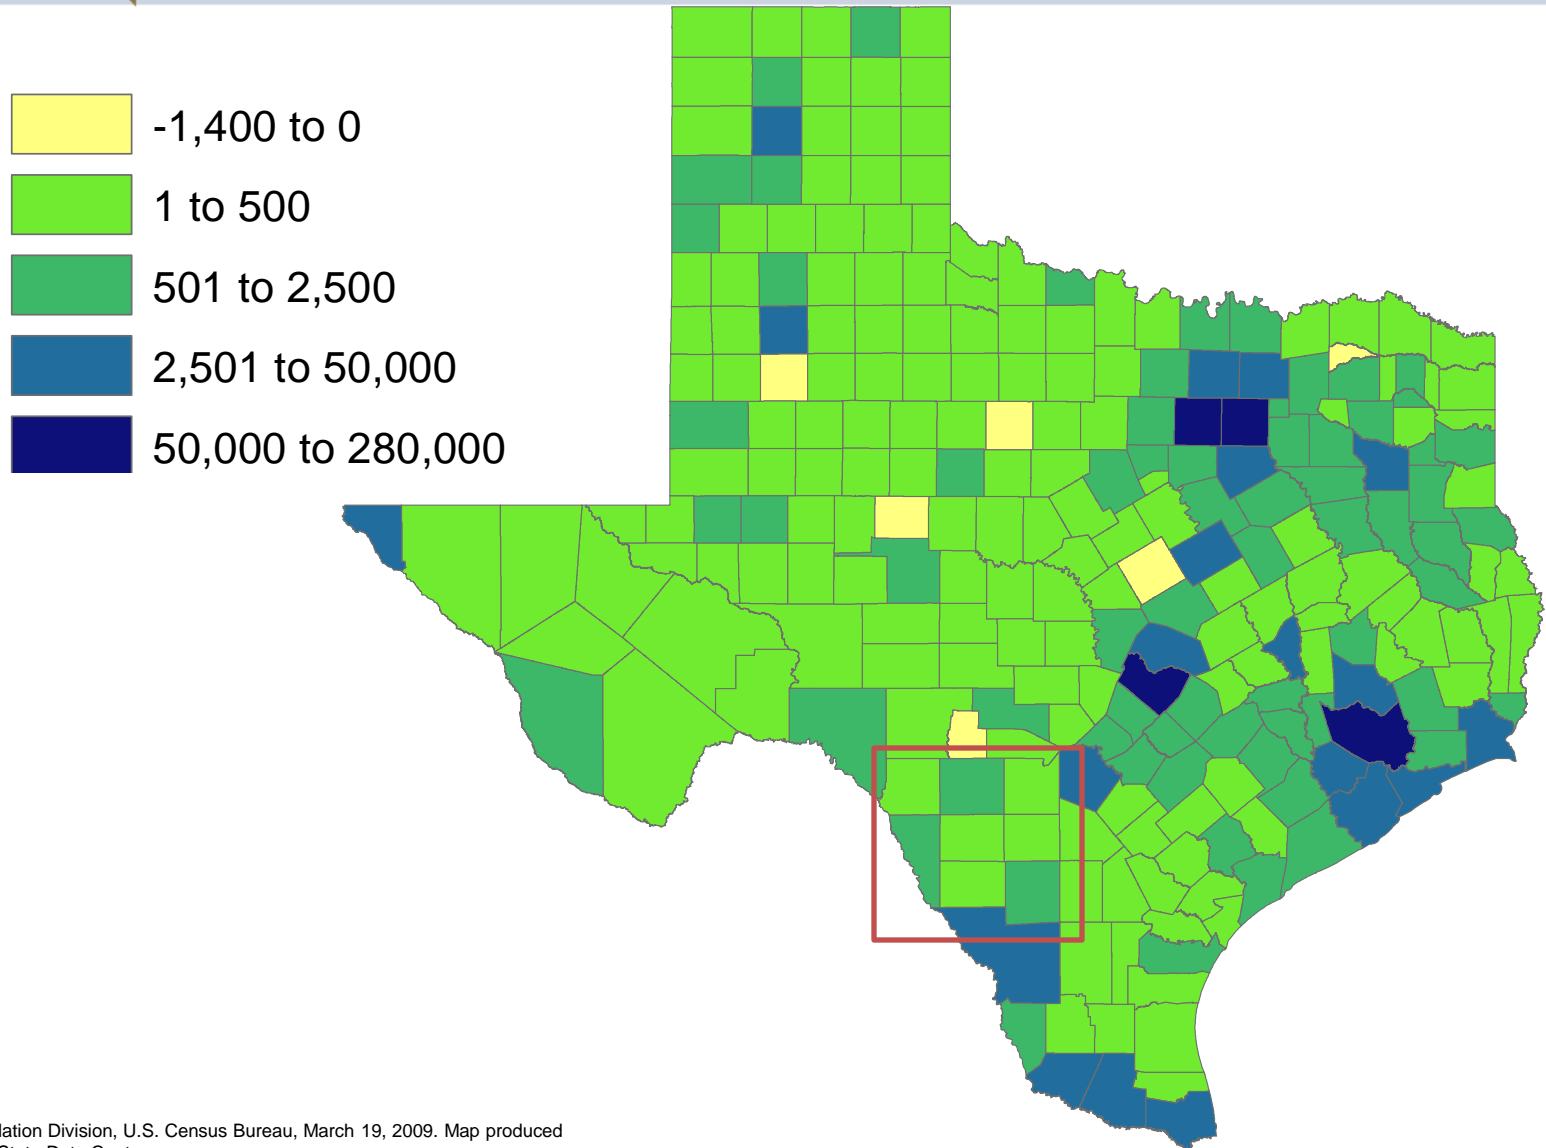 -1,400 to 0
1 to 500
501 to 2,500
2,501 to 50,000
50,000 to 280,000
Division, U.S. Census Bureau, March 19, 2009. Map produced